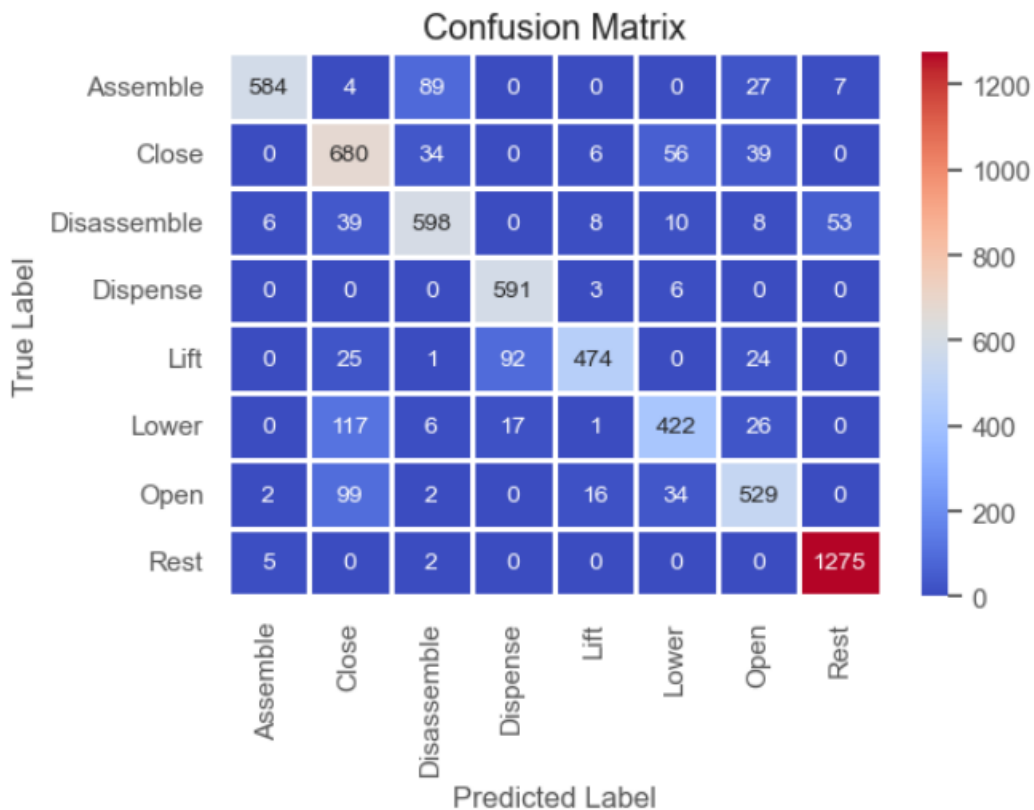 Confusion Matrix
Assemble 584 4 89 0 0 0 27 7
Close 0 680 34 0 6 56 39 0
Disassemble 6 39 598 0 8 10 8 53
Dispense 0 0 0 591 3 6 0 0
Lift 0 25 1 92 474 0 24 0
Lower 0 117 6 17 1 422 26 0
Open 2 99 2 0 16 34 529 0
Rest 5 0 2 0 0 0 0 1275
True Label
Assemble Close Disassemble Dispense Lift Lower Open Rest
Predicted Label
1200
1000
800
600
400
200
0